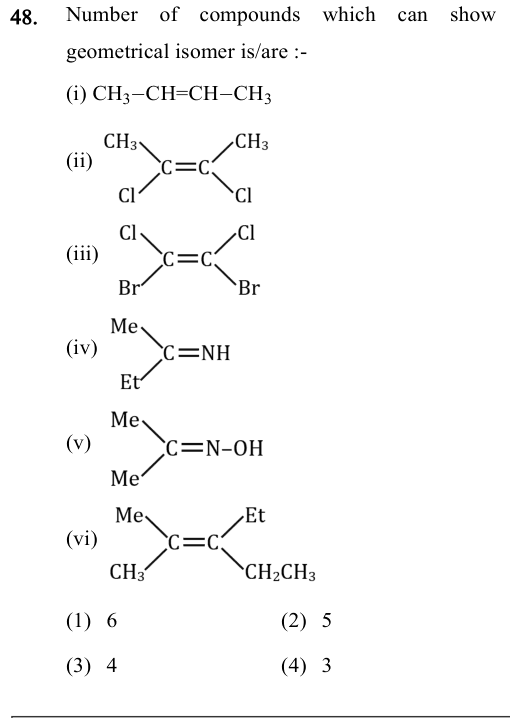 48. Number of compounds which can show
geometrical isomer is/are :-
(i) CH₃–CH=CH–CH₃
CH₃ CH₃
(ii) C=C
Cl Cl
Cl Cl
(iii) C=C
Br Br
Me
(iv) C=NH
Et
Me
(v) C=N–OH
Me
Me Et
(vi) C=C
CH₃ CH₂CH₃
(1) 6 (2) 5
(3) 4 (4) 3